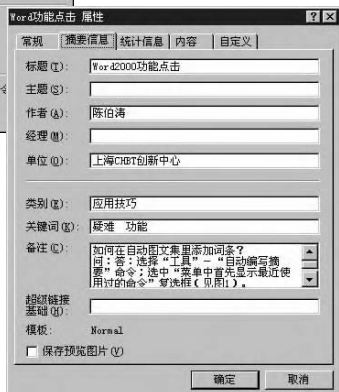 Word功能点击 属性
常规 摘要信息 统计信息 内容 自定义
标题(T): Word2000功能点击
主题(S):
作者(A): 陈伯涛
经理(M):
单位(O): 上海CHBT创新中心
类别(E): 应用技巧
关键词(K): 疑难 功能
备注(C): 如何在自动图文集里添加词条?
问:答:选择“工具”-“自动编写摘
要”命令;选中“菜单中首先显示最近使
用过的命令”复选框(见图1)。
超级链接
基础(H):
模板: Normal
保存预览图片(V)
确定 取消